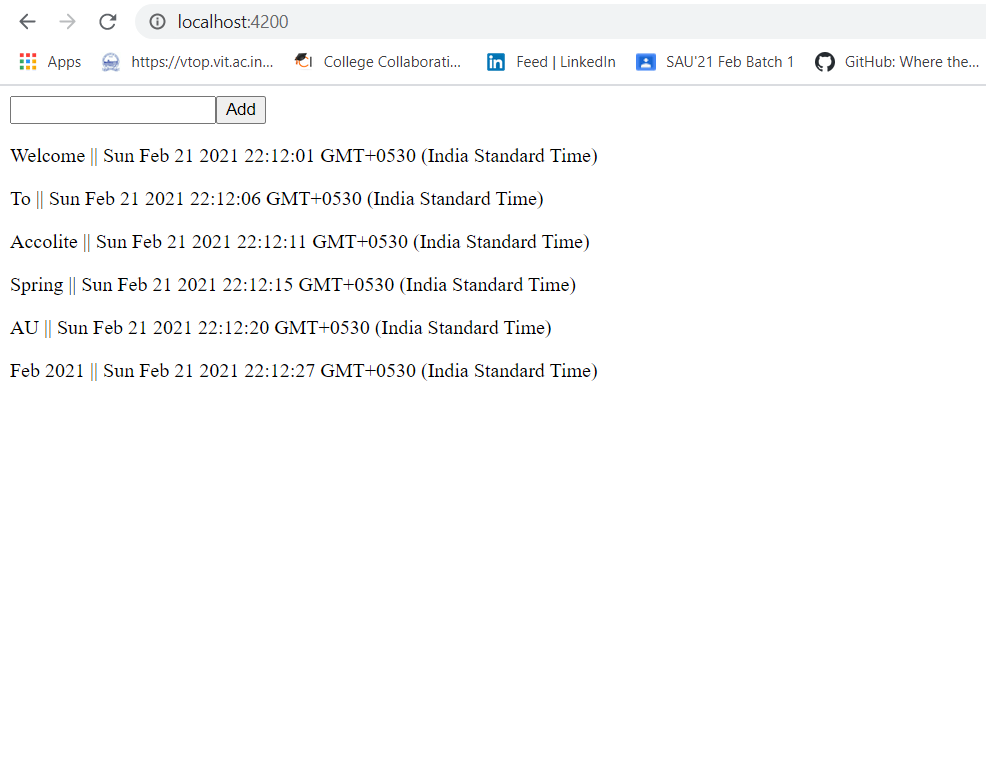 localhost:4200
Apps https://vtop.vit.ac.in... College Collaborati... Feed | LinkedIn SAU'21 Feb Batch 1 GitHub: Where the...
Add
Welcome || Sun Feb 21 2021 22:12:01 GMT+0530 (India Standard Time)
To || Sun Feb 21 2021 22:12:06 GMT+0530 (India Standard Time)
Accolite || Sun Feb 21 2021 22:12:11 GMT+0530 (India Standard Time)
Spring || Sun Feb 21 2021 22:12:15 GMT+0530 (India Standard Time)
AU || Sun Feb 21 2021 22:12:20 GMT+0530 (India Standard Time)
Feb 2021 || Sun Feb 21 2021 22:12:27 GMT+0530 (India Standard Time)